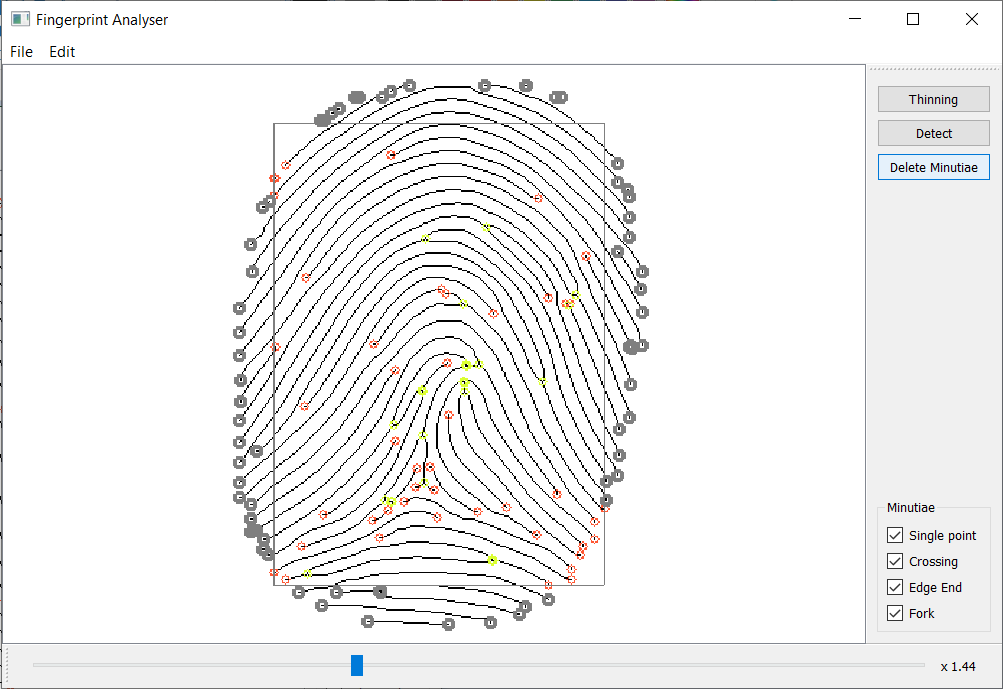 Fingerprint Analyser
File Edit
Thinning
Detect
Delete Minutiae
Minutiae
Single point
Crossing
Edge End
Fork
x 1.44